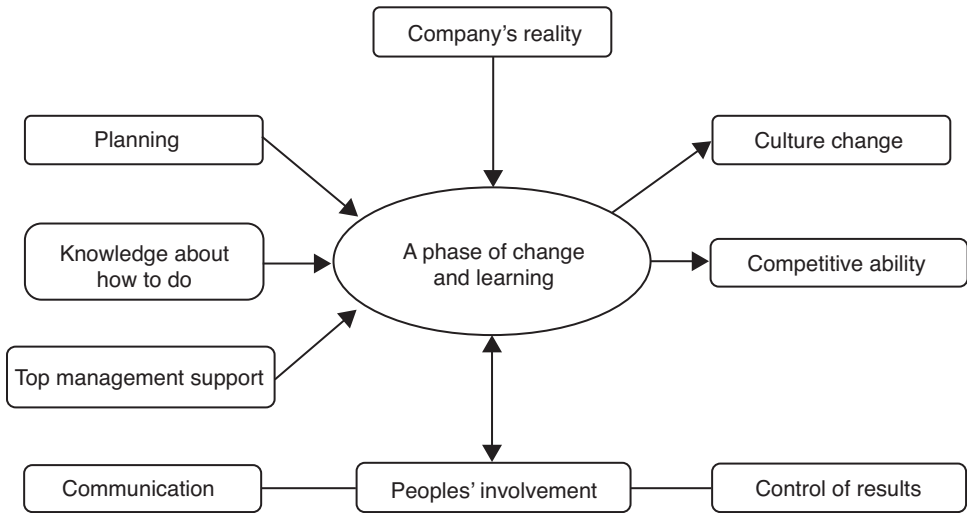 Company's reality
Planning
Culture change
Knowledge about
how to do
A phase of change
and learning
Competitive ability
Top management support
Communication
Peoples' involvement
Control of results